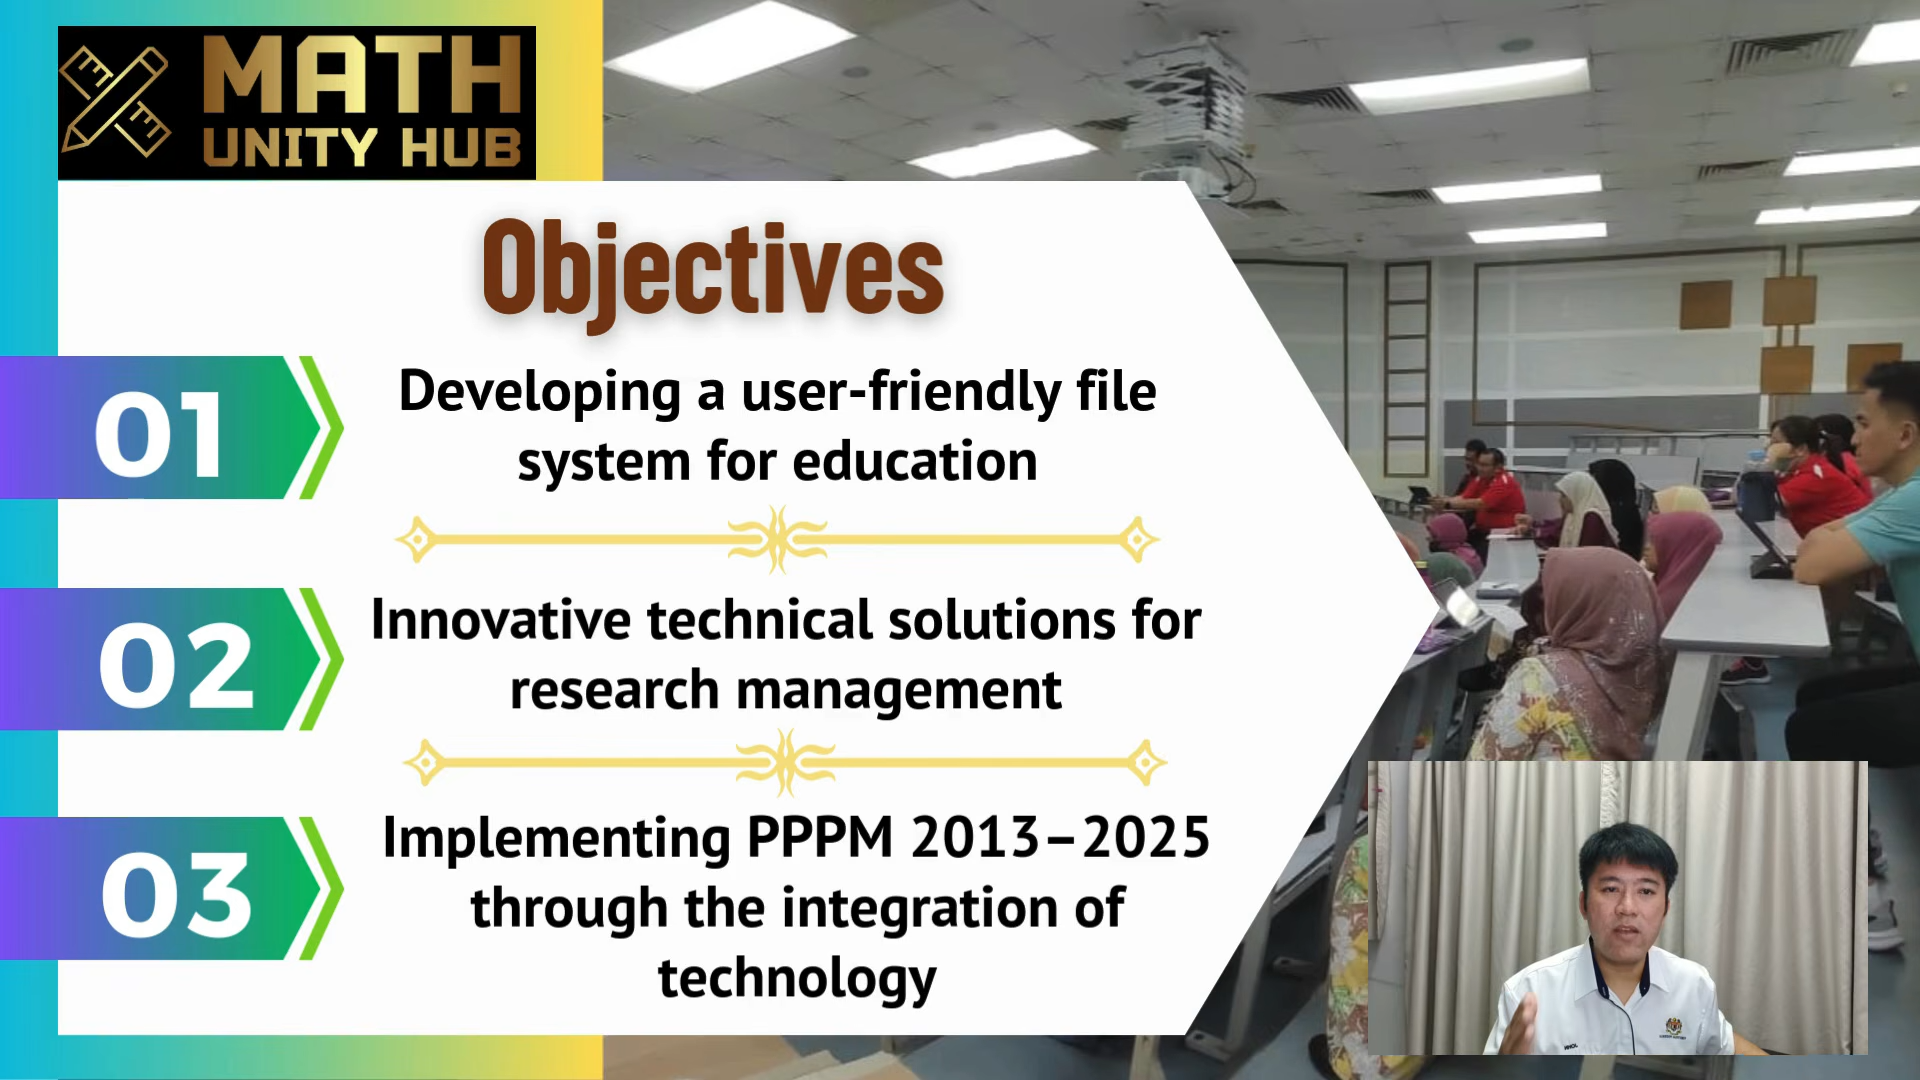 MATH
UNITY HUB
Objectives
01
Developing a user-friendly file
system for education
02
Innovative technical solutions for
research management
03
Implementing PPPM 2013–2025
through the integration of
technology